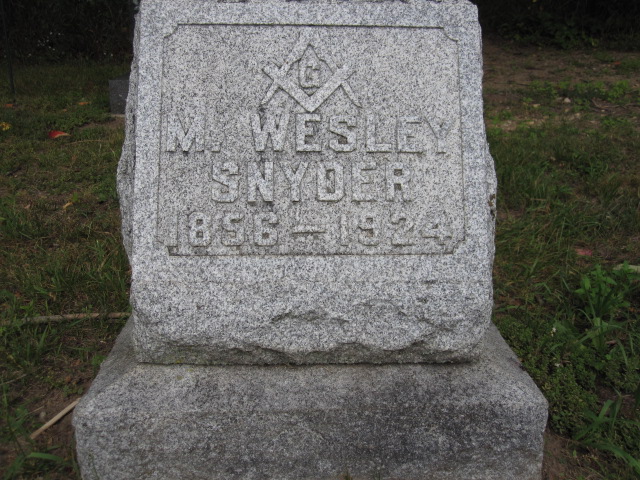 G
M. WESLEY
SNYDER
1856 — 1924